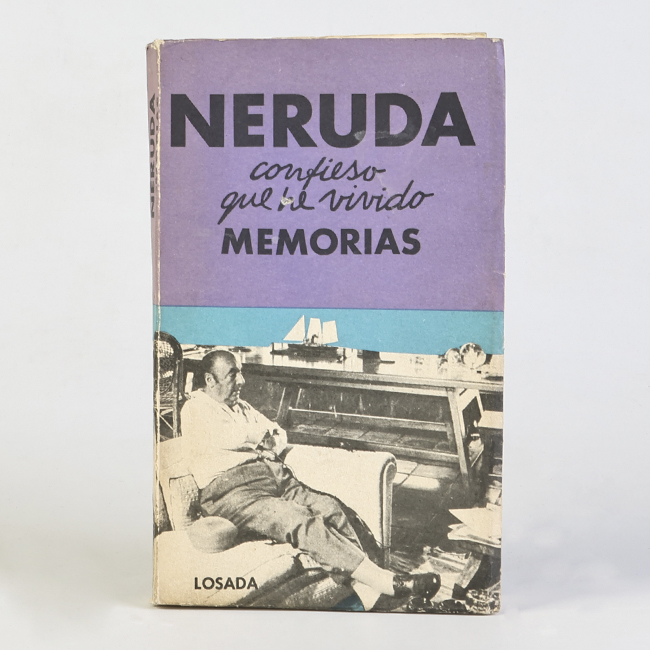 NERUDA
confieso
que he vivido
MEMORIAS
LOSADA
NERUDA